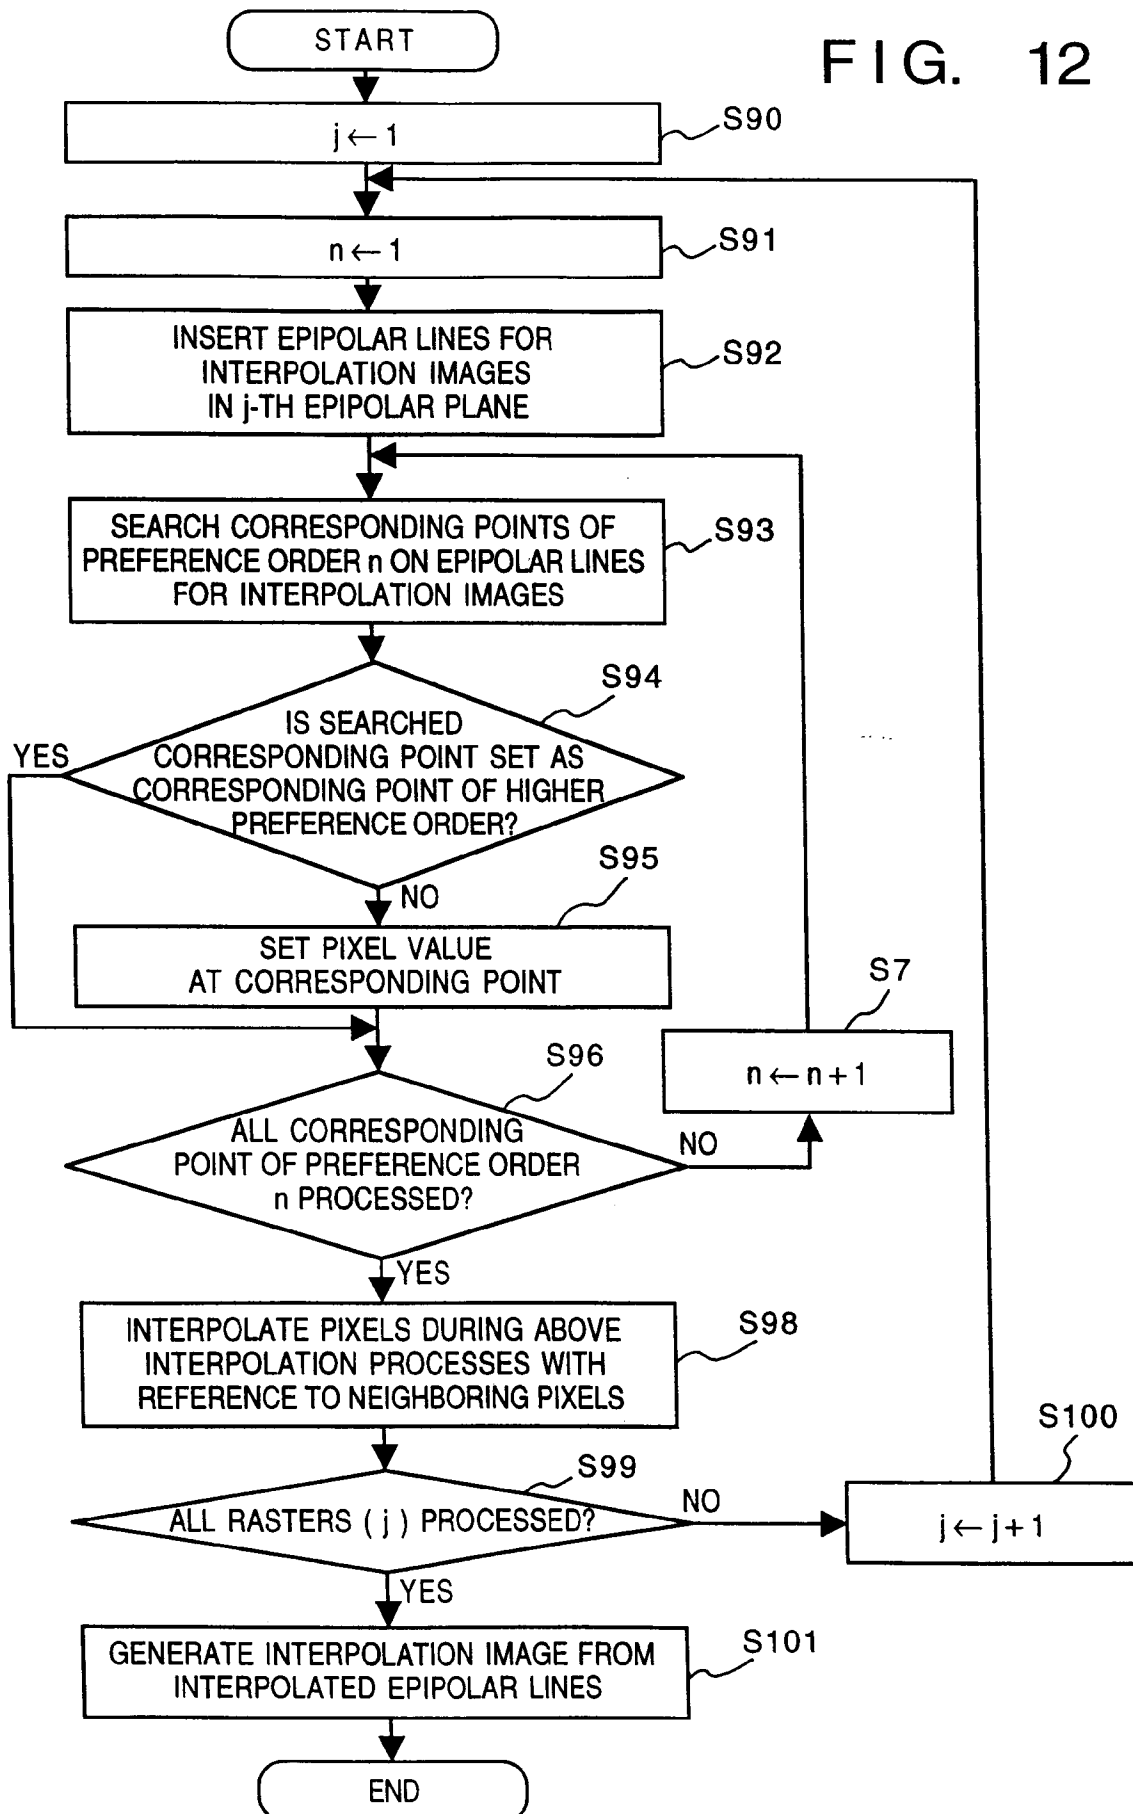 START
FIG. 12
j ← 1
S90
n ← 1
S91
INSERT EPIPOLAR LINES FOR
INTERPOLATION IMAGES
IN j-TH EPIPOLAR PLANE
S92
SEARCH CORRESPONDING POINTS OF
PREFERENCE ORDER n ON EPIPOLAR LINES
FOR INTERPOLATION IMAGES
S93
S94
IS SEARCHED
CORRESPONDING POINT SET AS
CORRESPONDING POINT OF HIGHER
PREFERENCE ORDER?
YES
NO
S95
SET PIXEL VALUE
AT CORRESPONDING POINT
S7
n ← n + 1
S96
ALL CORRESPONDING
POINT OF PREFERENCE ORDER
n PROCESSED?
NO
YES
INTERPOLATE PIXELS DURING ABOVE
INTERPOLATION PROCESSES WITH
REFERENCE TO NEIGHBORING PIXELS
S98
S99
ALL RASTERS ( j ) PROCESSED?
NO
S100
j ← j + 1
YES
GENERATE INTERPOLATION IMAGE FROM
INTERPOLATED EPIPOLAR LINES
S101
END